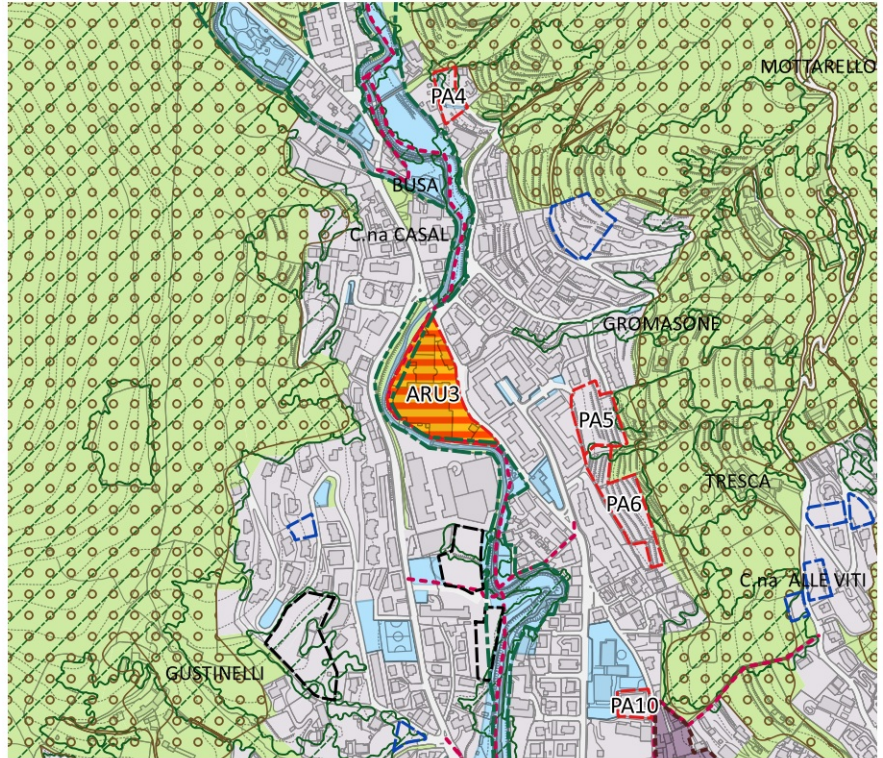 MOTTARELLO
PA4
BUSA
C.na CASAL
GROMASONE
ARU3
PA5
TRESCA
PA6
C.na ALLE VITI
GUSTINELLI
PA10